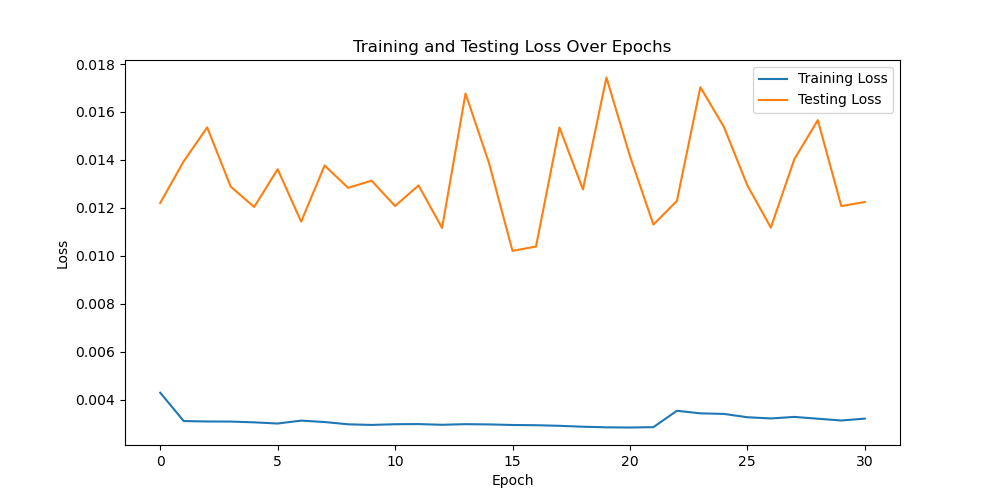 Training and Testing Loss Over Epochs
0.018
0.016
0.014
0.012
0.010
0.008
0.006
0.004
Loss
Training Loss
Testing Loss
0 5 10 15 20 25 30
Epoch